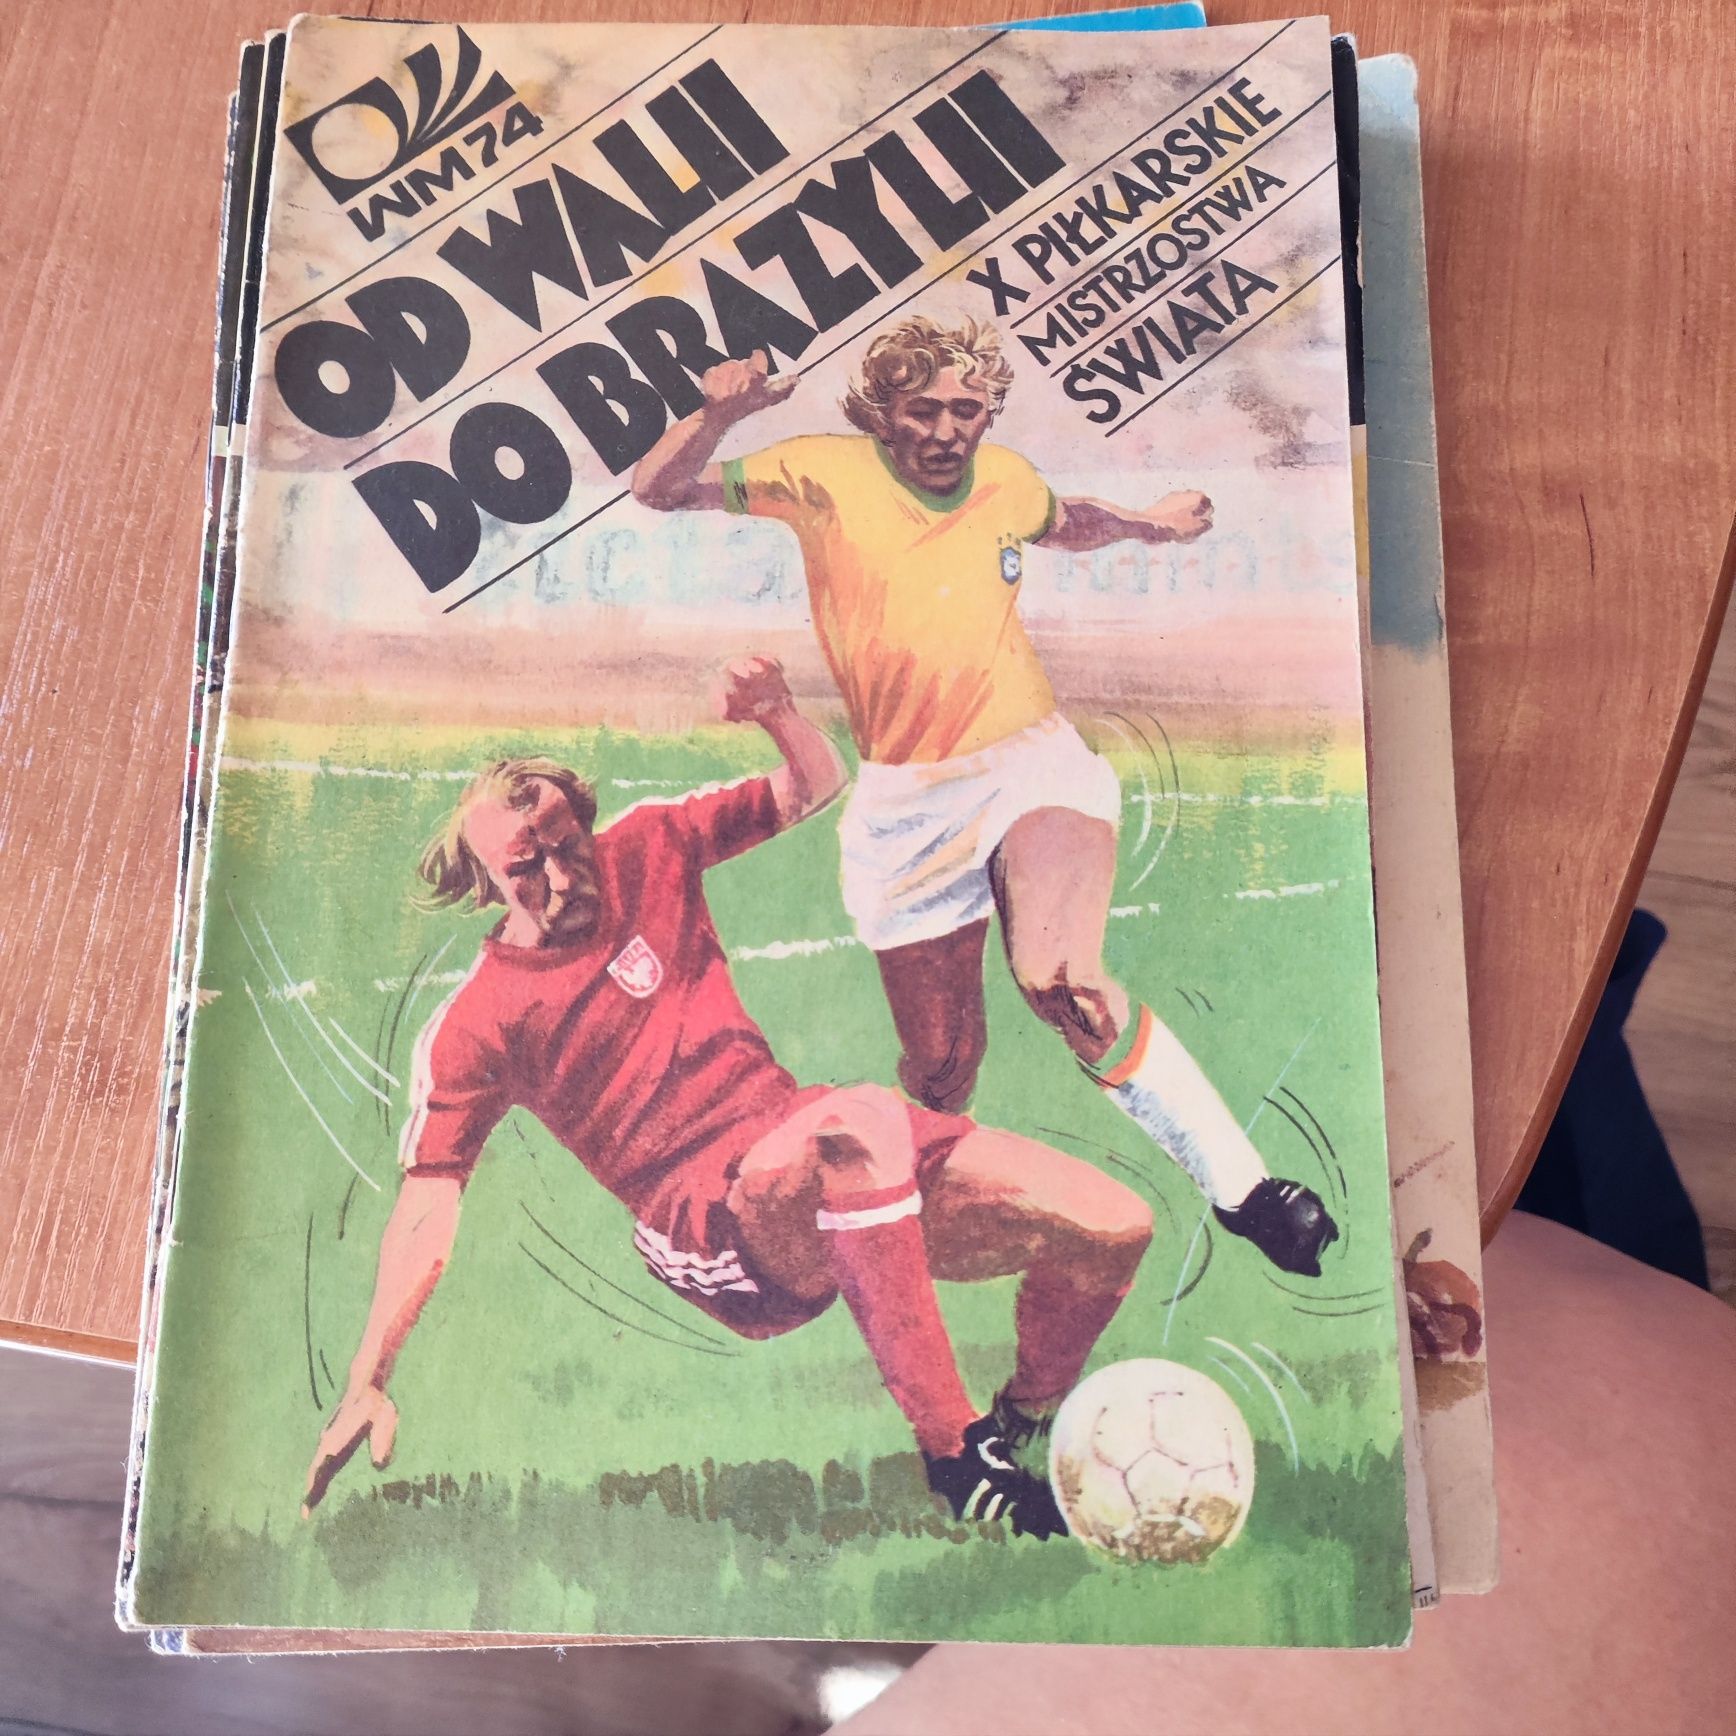 WM74
OD WALII
DO BRAZYLII
X PIŁKARSKIE
MISTRZOSTWA
ŚWIATA